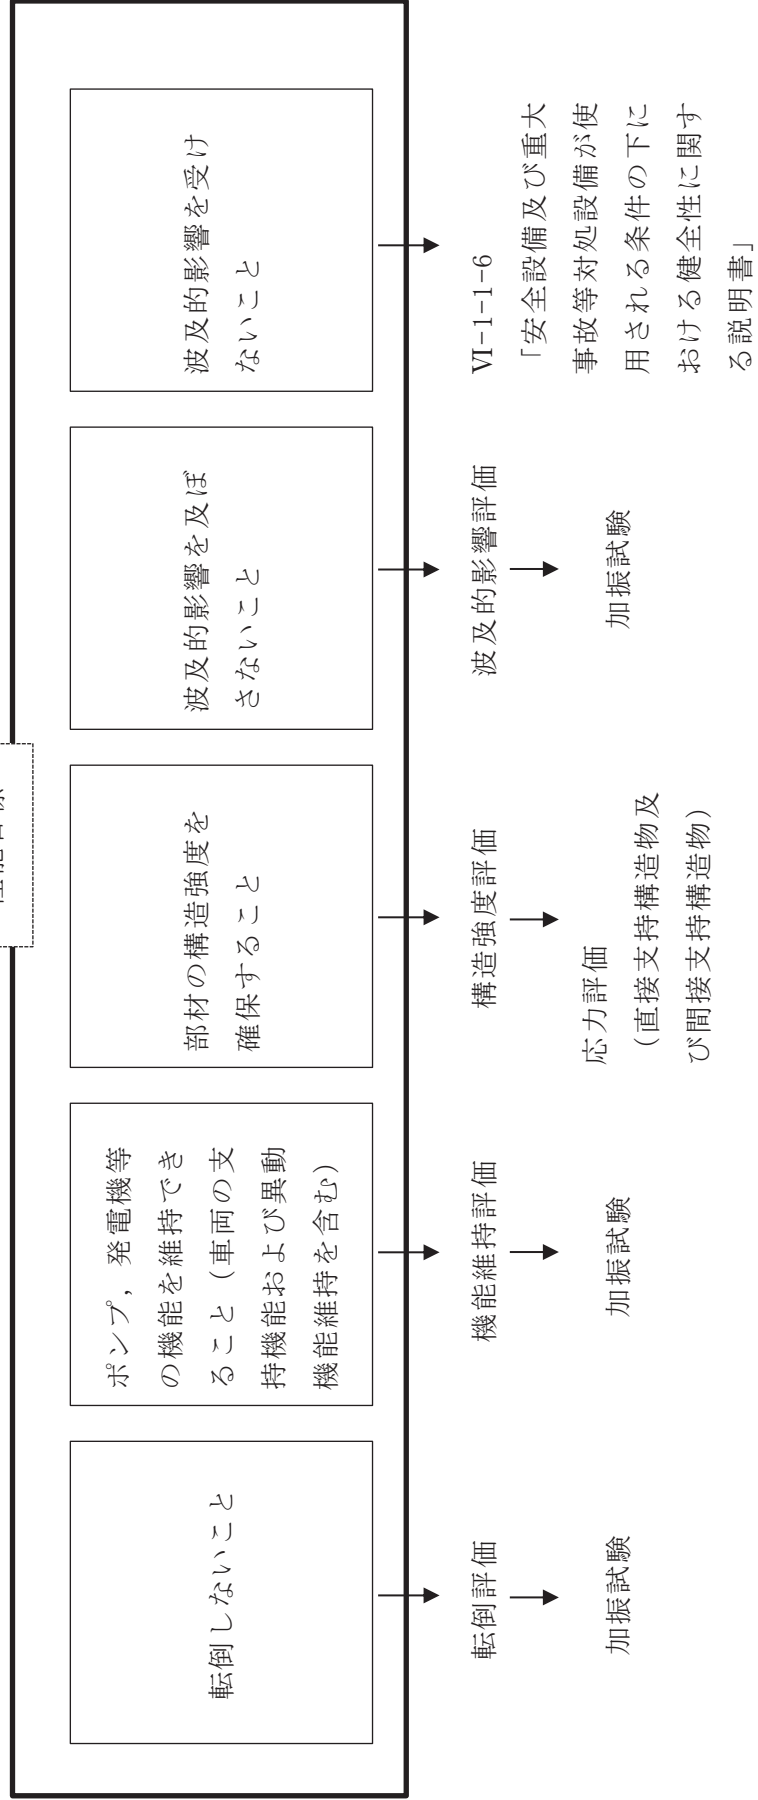 転倒しないこと
ポンプ，発電機等
の機能を維持でき
ること（車両の支
持機能および異動
機能維持を含む）
部材の構造強度を
確保すること
波及的影響を及ぼ
さないこと
波及的影響を受け
ないこと
転倒評価
加振試験
機能維持評価
加振試験
構造強度評価
応力評価
（直接支持構造物及
び間接支持構造物）
波及的影響評価
加振試験
Ⅵ-1-1-6
「安全設備及び重大
事故等対処設備が使
用される条件の下に
おける健全性に関す
る説明書」